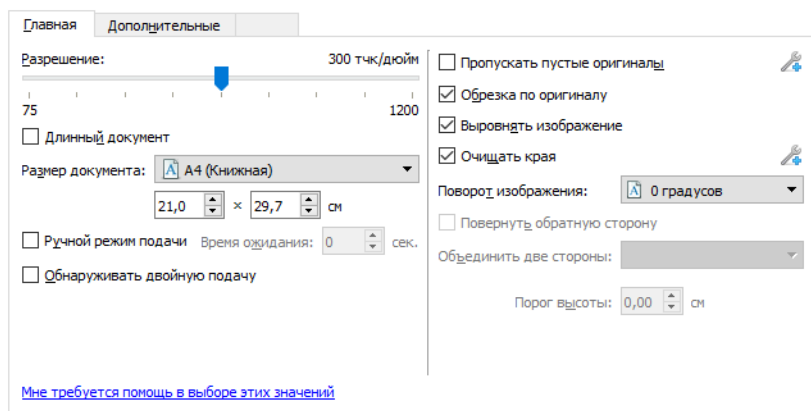 Главная
Дополнительные
Разрешение:
300 тчк/дюйм
75
1200
Длинный документ
Размер документа:
A4 (Книжная)
21,0 × 29,7 см
Ручной режим подачи
Время ожидания: 0 сек.
Обнаруживать двойную подачу
Мне требуется помощь в выборе этих значений
Пропускать пустые оригиналы
Обрезка по оригиналу
Выровнять изображение
Очищать края
Поворот изображения:
0 градусов
Повернуть обратную сторону
Объединить две стороны:
Порог высоты: 0,00 см